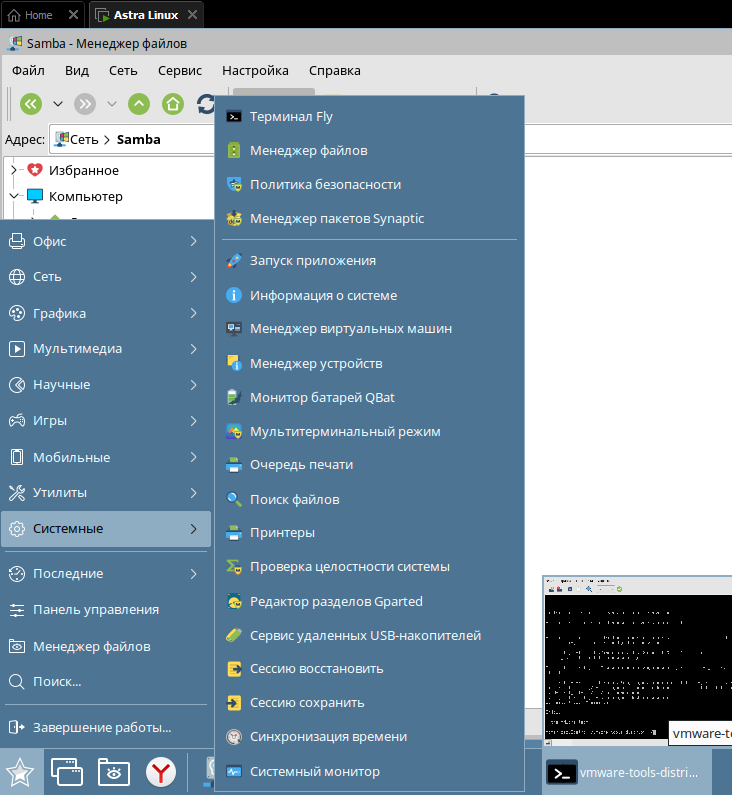 Home
Astra Linux
Samba - Менеджер файлов
Файл Вид Сеть Сервис Настройка Справка
Адрес: Сеть Samba
Избранное
Компьютер
Офис
Сеть
Графика
Мультимедиа
Научные
Игры
Мобильные
Утилиты
Системные
Последние
Панель управления
Менеджер файлов
Поиск...
Завершение работы...
Терминал Fly
Менеджер файлов
Политика безопасности
Менеджер пакетов Synaptic
Запуск приложения
Информация о системе
Менеджер виртуальных машин
Менеджер устройств
Монитор батарей QBat
Мультитерминальный режим
Очередь печати
Поиск файлов
Принтеры
Проверка целостности системы
Редактор разделов Gparted
Сервис удаленных USB-накопителей
Сессию восстановить
Сессию сохранить
Синхронизация времени
Системный монитор
vmware-to
vmware-tools-distri...